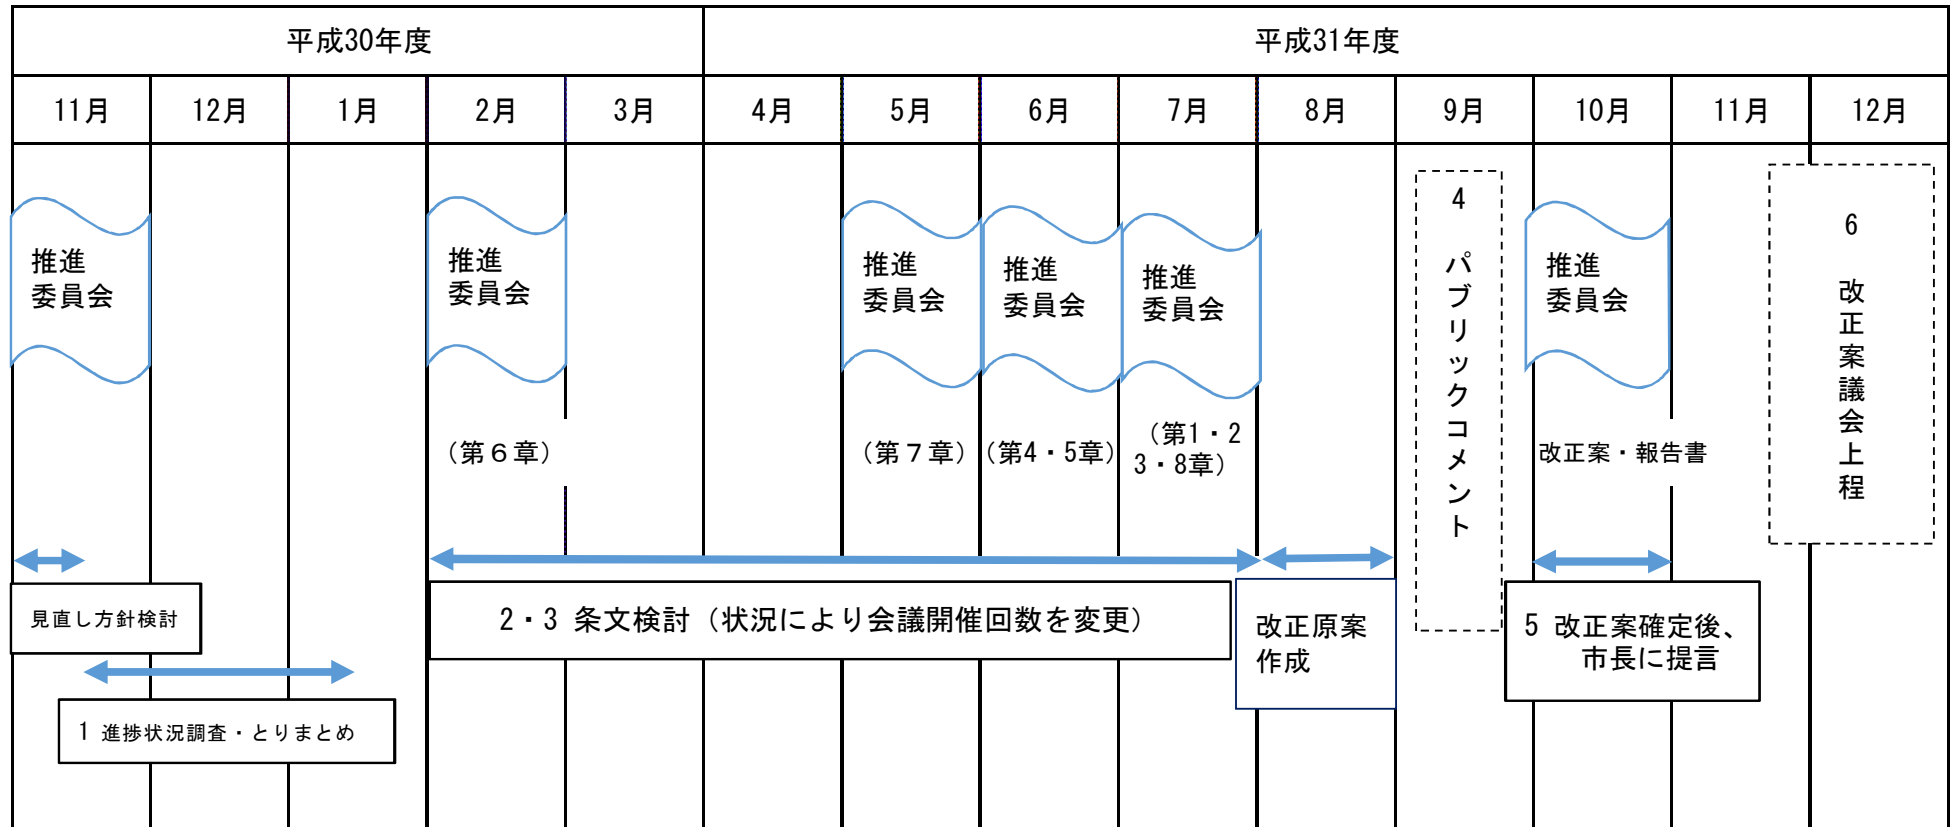 平成30年度
平成31年度
11月
12月
1月
2月
3月
4月
5月
6月
7月
8月
9月
10月
11月
12月
推進
委員会
推進
委員会
(第６章)
推進
委員会
(第７章)
推進
委員会
(第4・5章)
推進
委員会
(第1・2
3・8章)
4 パブリックコメント
推進
委員会
改正案・報告書
6 改正案議会上程
見直し方針検討
1 進捗状況調査・とりまとめ
2・3 条文検討（状況により会議開催回数を変更）
改正原案
作成
5 改正案確定後、
市長に提言